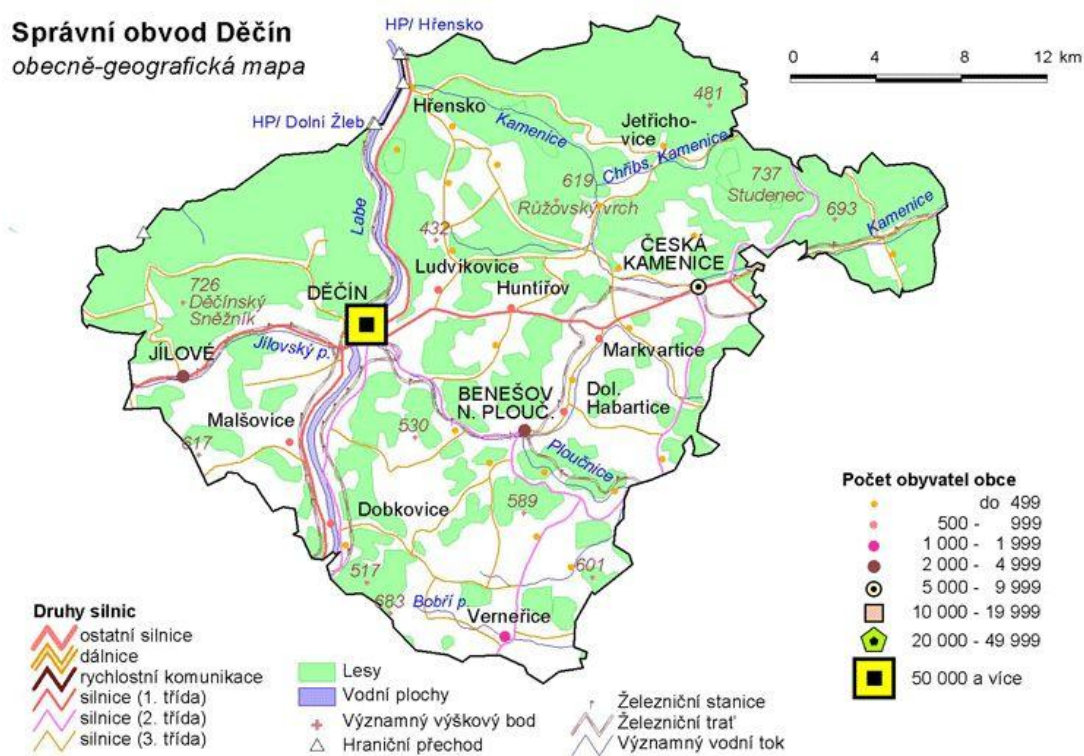 Správní obvod Děčín
obecně-geografická mapa
0 4 8 12 km
HP/ Hřensko
HP/ Dolní Žleb
Hřensko
Kamenice
Jetřicho-
vice
481
Chřibs. Kamenice
619
Růžovský vrch
737
Studenec
693
Kamenice
Labe
432
Ludvíkovice
ČESKÁ
KAMENICE
Huntířov
726
Děčínský
Sněžník
DĚČÍN
JÍLOVÉ
Jílovský p.
Markvartice
BENEŠOV
N. PLOUČ.
Dol.
Habartice
Malšovice
617
530
Ploučnice
589
Dobkovice
517
683
601
Bobří p.
Verneřice
Počet obyvatel obce
do 499
500 - 999
1 000 - 1 999
2 000 - 4 999
5 000 - 9 999
10 000 - 19 999
20 000 - 49 999
50 000 a více
Druhy silnic
ostatní silnice
dálnice
rychlostní komunikace
silnice (1. třída)
silnice (2. třída)
silnice (3. třída)
Lesy
Vodní plochy
Významný výškový bod
Hraniční přechod
Železniční stanice
Železniční trať
Významný vodní tok